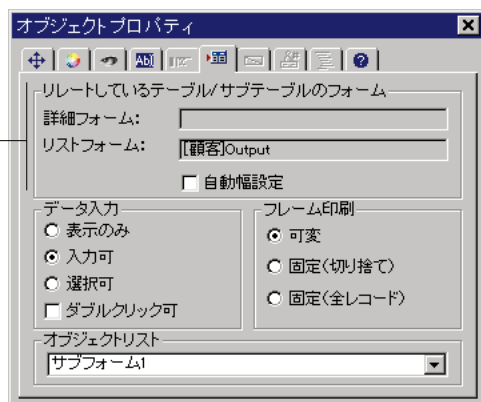 オブジェクトプロパティ
リレートしているテーブル/サブテーブルのフォーム
詳細フォーム:
リストフォーム: [顧客]Output
自動幅設定
データ入力
表示のみ
入力可
選択可
ダブルクリック可
フレーム印刷
可変
固定(切り捨て)
固定(全レコード)
オブジェクトリスト
サブフォーム1